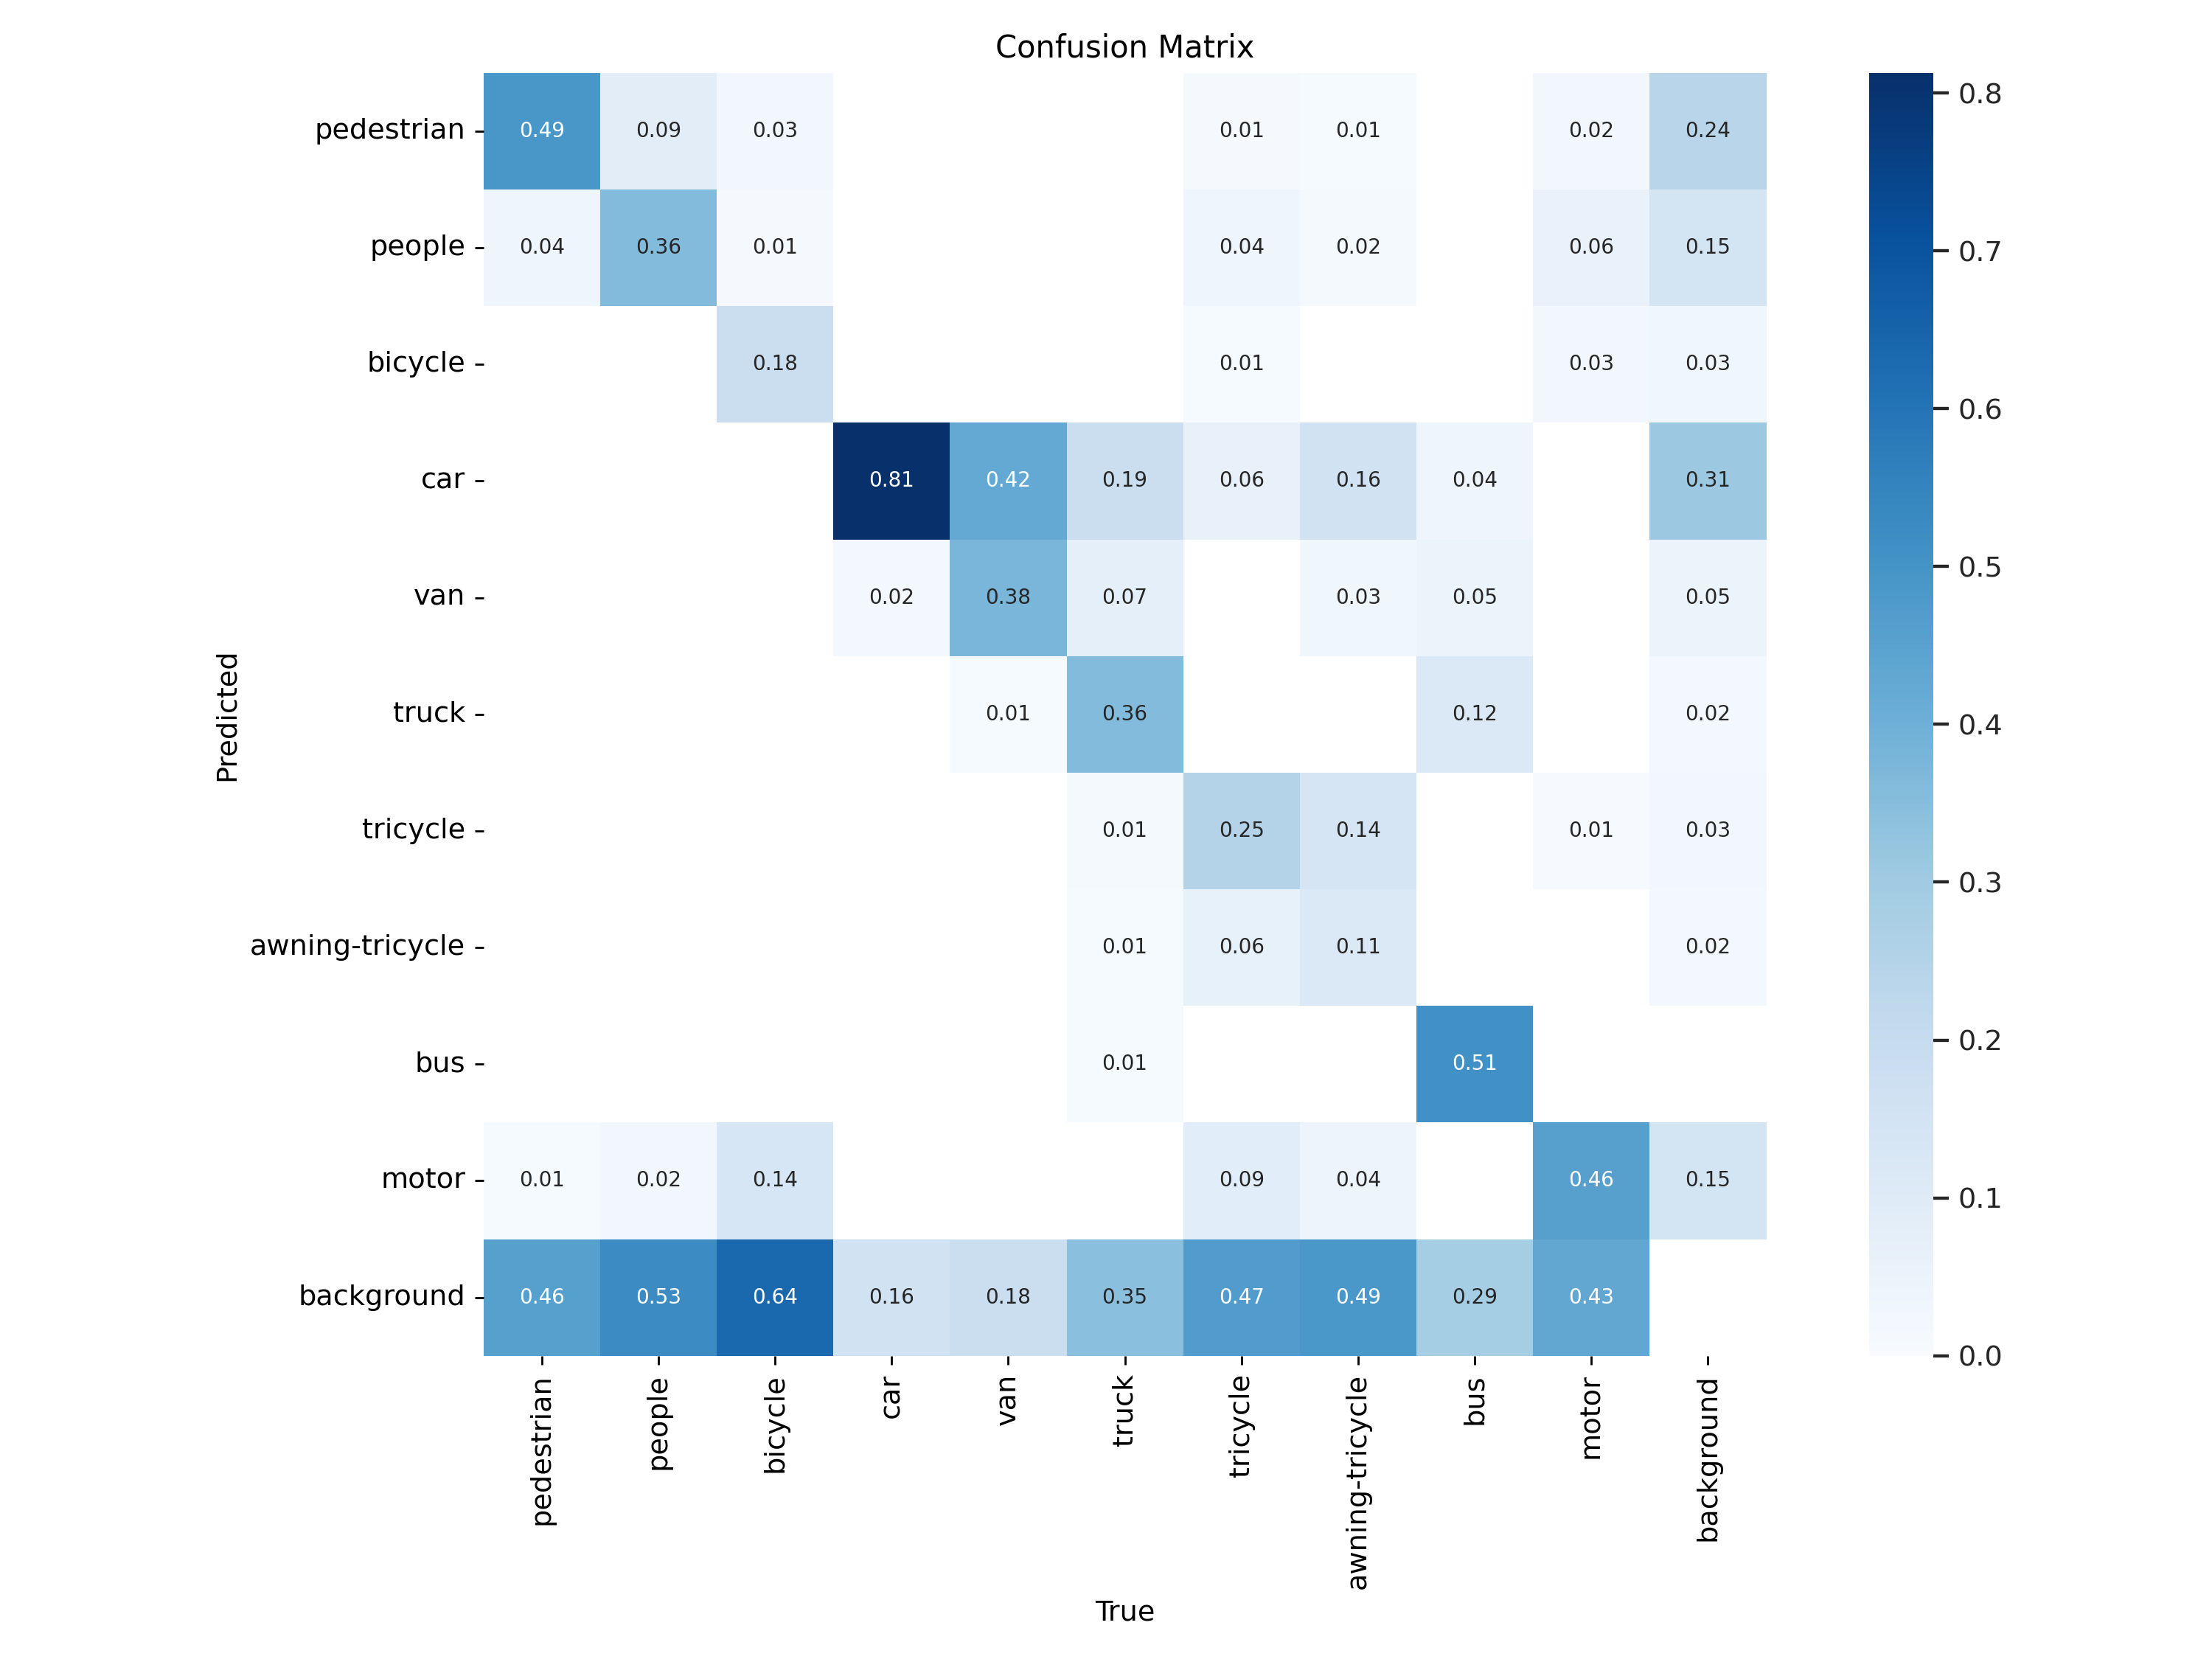 Confusion Matrix
pedestrian 0.49 0.09 0.03 0.01 0.01 0.02 0.24
people 0.04 0.36 0.01 0.04 0.02 0.06 0.15
bicycle 0.18 0.01 0.03 0.03
car 0.81 0.42 0.19 0.06 0.16 0.04 0.31
van 0.02 0.38 0.07 0.03 0.05 0.05
truck 0.01 0.36 0.12 0.02
tricycle 0.01 0.25 0.14 0.01 0.03
awning-tricycle 0.01 0.06 0.11 0.02
bus 0.01 0.51
motor 0.01 0.02 0.14 0.09 0.04 0.46 0.15
background 0.46 0.53 0.64 0.16 0.18 0.35 0.47 0.49 0.29 0.43
Predicted
pedestrian people bicycle car van truck tricycle awning-tricycle bus motor background
True
0.8
0.7
0.6
0.5
0.4
0.3
0.2
0.1
0.0